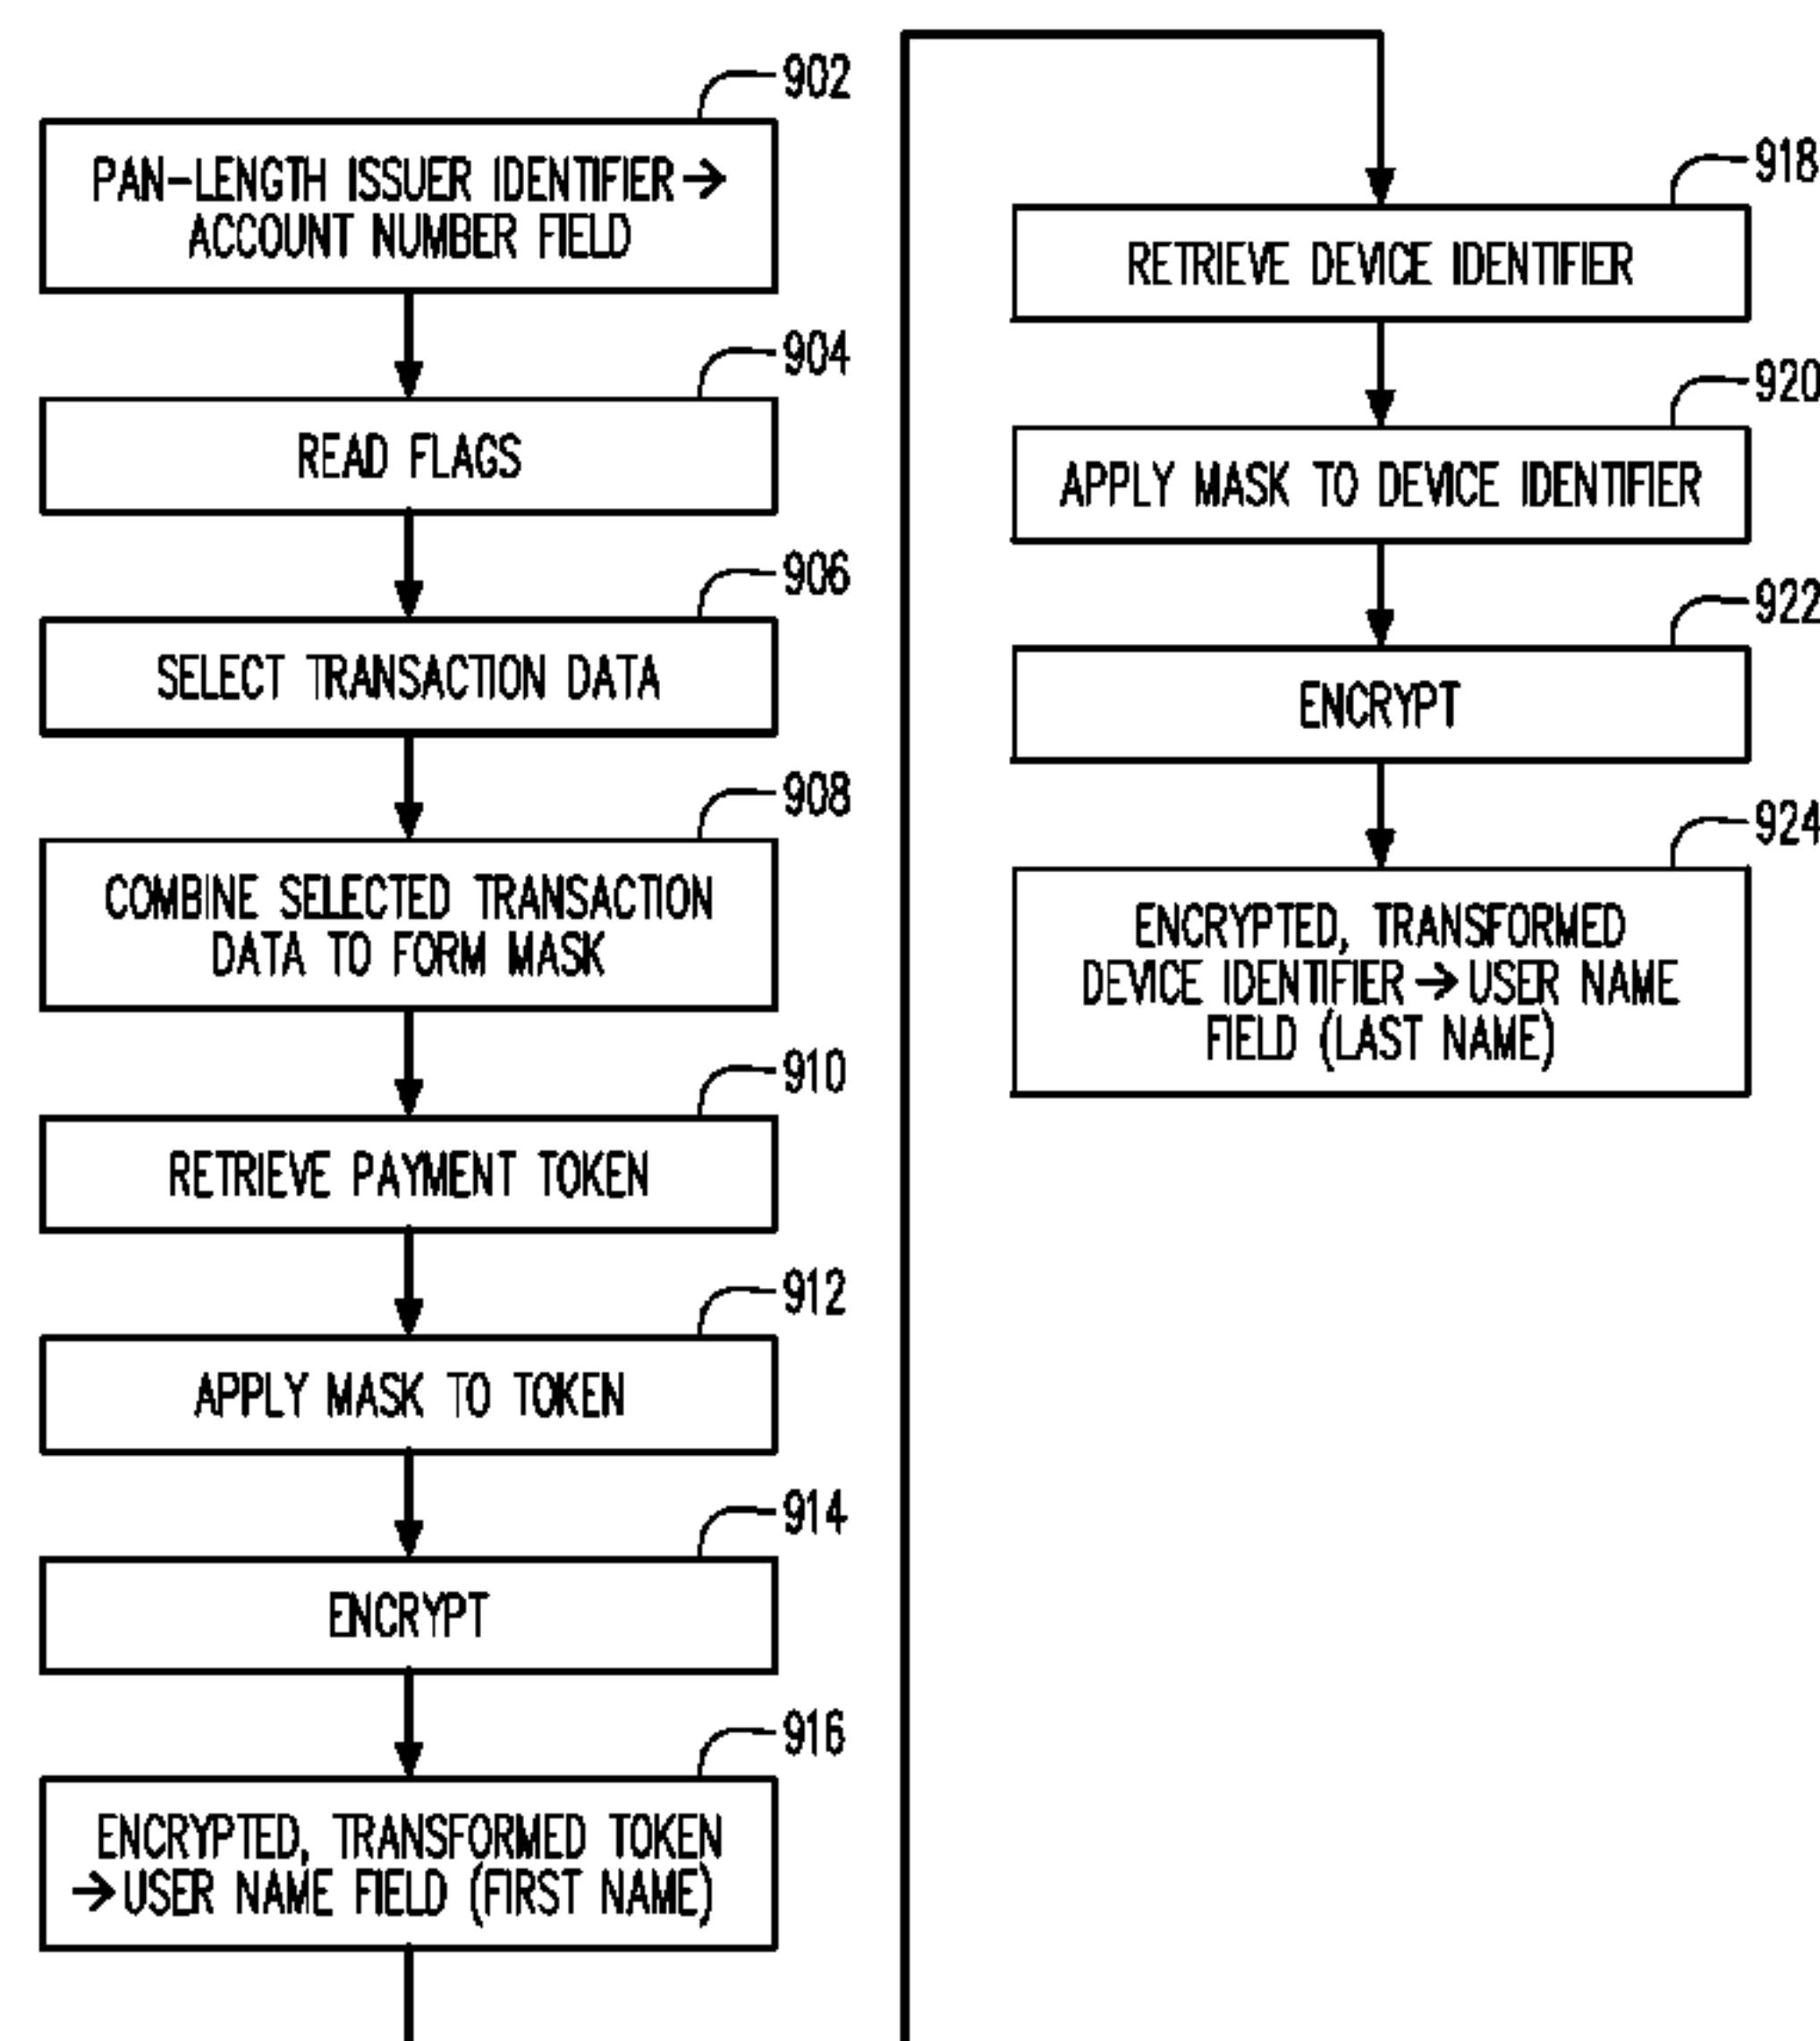 902
PAN-LENGTH ISSUER IDENTIFIER→
ACCOUNT NUMBER FIELD
904
READ FLAGS
906
SELECT TRANSACTION DATA
908
COMBINE SELECTED TRANSACTION
DATA TO FORM MASK
910
RETRIEVE PAYMENT TOKEN
912
APPLY MASK TO TOKEN
914
ENCRYPT
916
ENCRYPTED, TRANSFORMED TOKEN
→USER NAME FIELD (FIRST NAME)
918
RETRIEVE DEVICE IDENTIFIER
920
APPLY MASK TO DEVICE IDENTIFIER
922
ENCRYPT
924
ENCRYPTED, TRANSFORMED
DEVICE IDENTIFIER→USER NAME
FIELD (LAST NAME)